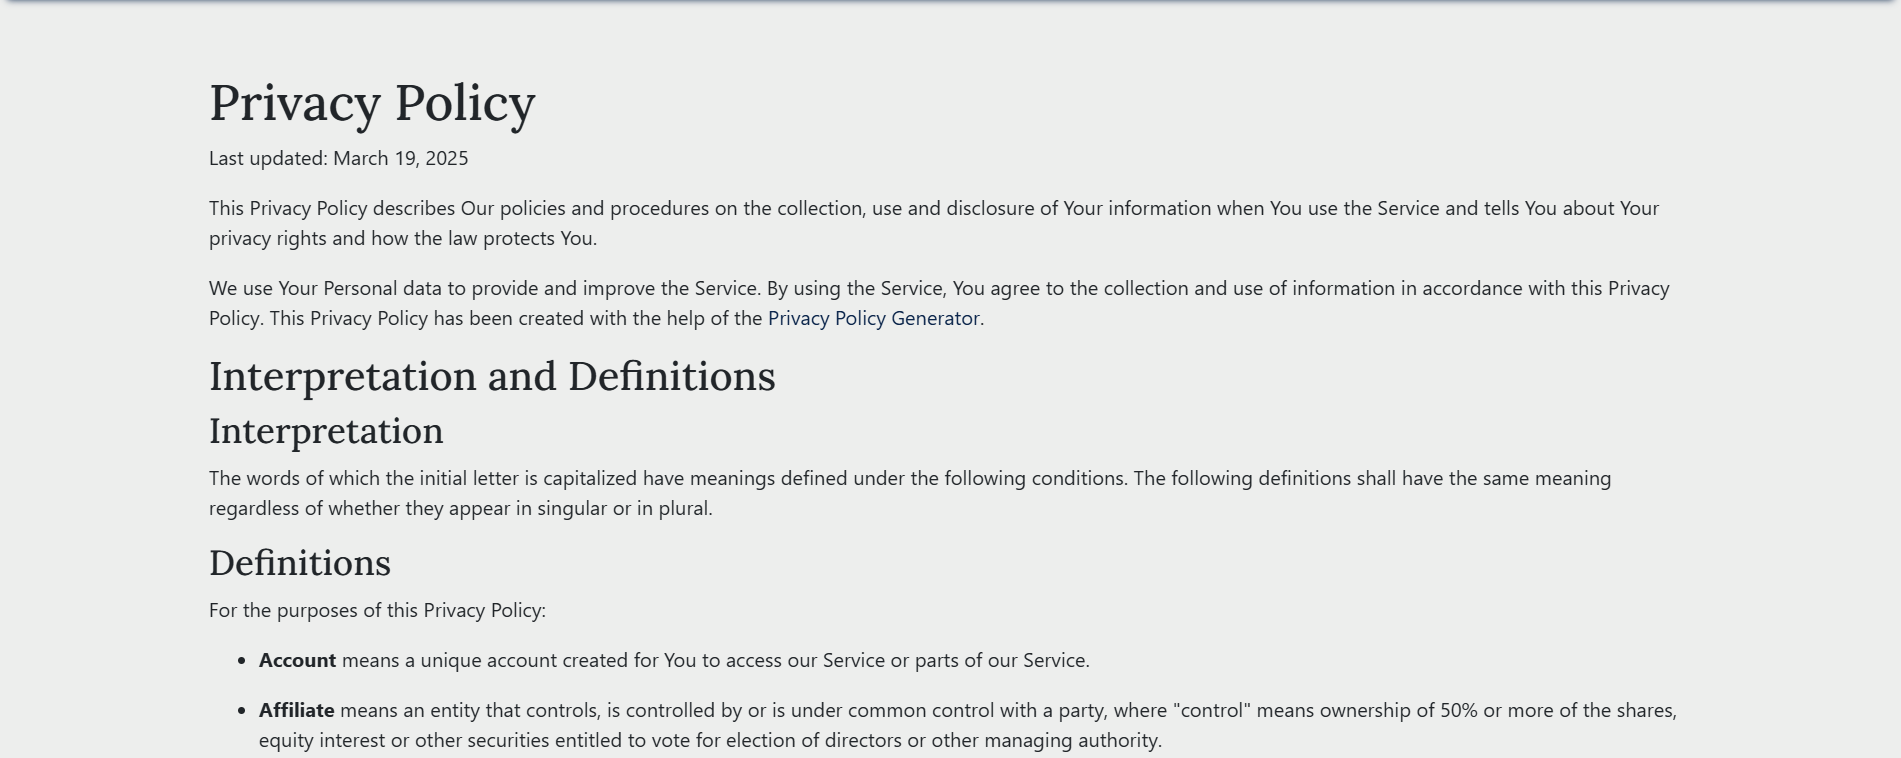 Privacy Policy
Last updated: March 19, 2025
This Privacy Policy describes Our policies and procedures on the collection, use and disclosure of Your information when You use the Service and tells You about Your
privacy rights and how the law protects You.
We use Your Personal data to provide and improve the Service. By using the Service, You agree to the collection and use of information in accordance with this Privacy
Policy. This Privacy Policy has been created with the help of the Privacy Policy Generator.
Interpretation and Definitions
Interpretation
The words of which the initial letter is capitalized have meanings defined under the following conditions. The following definitions shall have the same meaning
regardless of whether they appear in singular or in plural.
Definitions
For the purposes of this Privacy Policy:
• Account means a unique account created for You to access our Service or parts of our Service.
• Affiliate means an entity that controls, is controlled by or is under common control with a party, where "control" means ownership of 50% or more of the shares,
equity interest or other securities entitled to vote for election of directors or other managing authority.